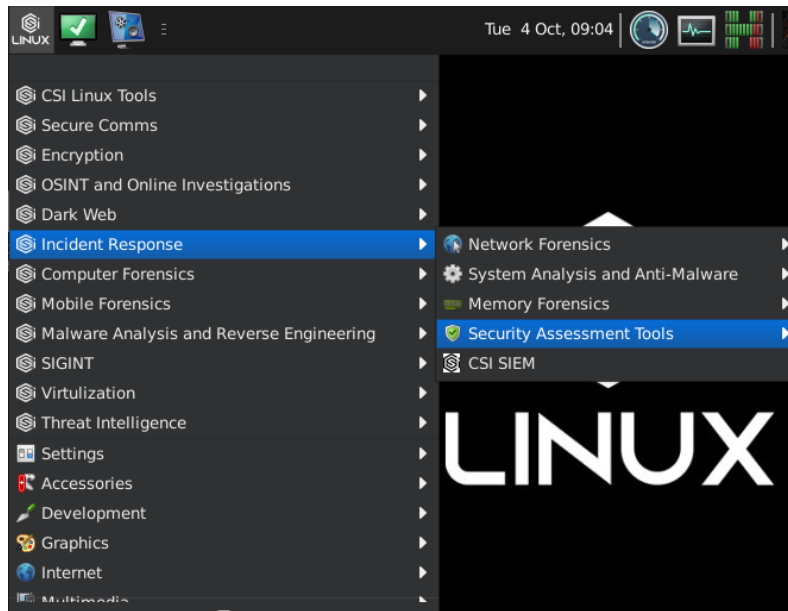 LINUX
Tue 4 Oct, 09:04
CSI Linux Tools
Secure Comms
Encryption
OSINT and Online Investigations
Dark Web
Incident Response
Computer Forensics
Mobile Forensics
Malware Analysis and Reverse Engineering
SIGINT
Virtulization
Threat Intelligence
Settings
Accessories
Development
Graphics
Internet
Multimedia
Network Forensics
System Analysis and Anti-Malware
Memory Forensics
Security Assessment Tools
CSI SIEM
LINUX